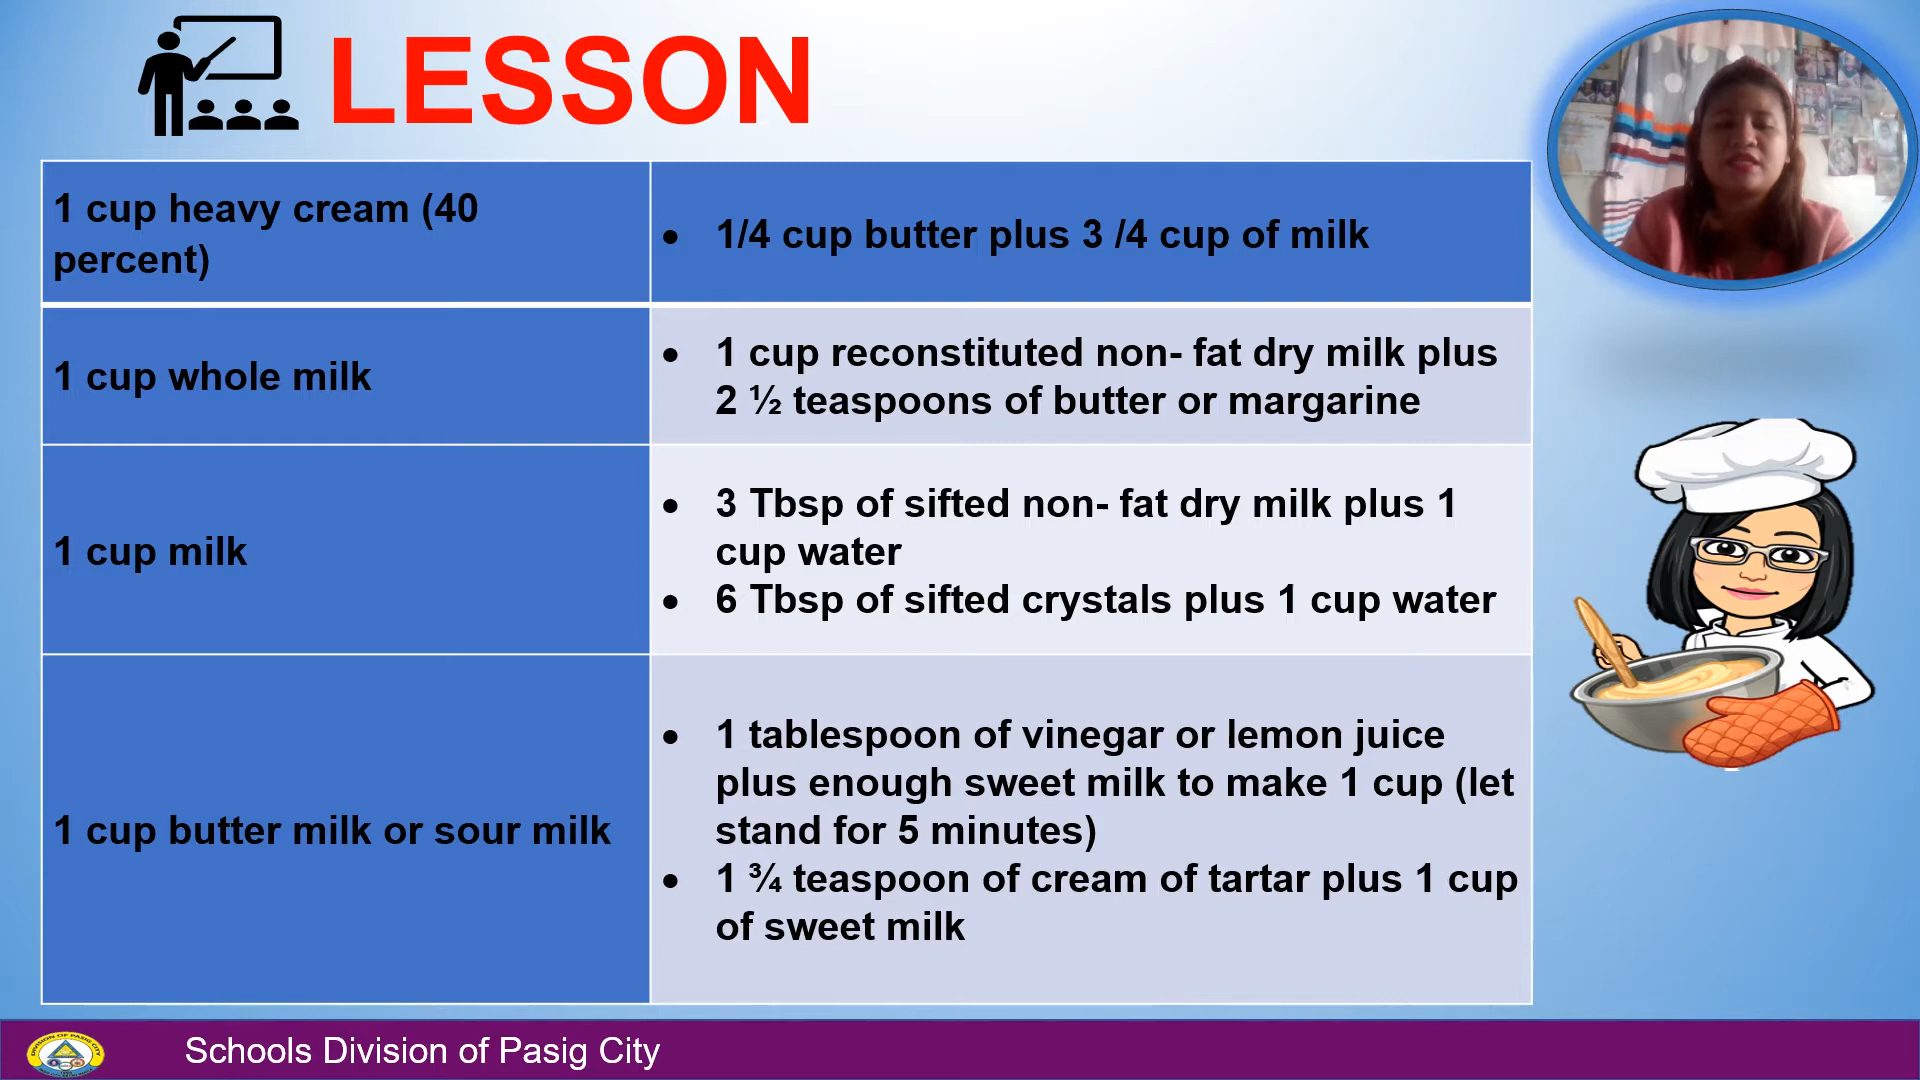 LESSON
1 cup heavy cream (40
percent)
• 1/4 cup butter plus 3 /4 cup of milk
1 cup whole milk
• 1 cup reconstituted non- fat dry milk plus
2 ½ teaspoons of butter or margarine
1 cup milk
• 3 Tbsp of sifted non- fat dry milk plus 1
cup water
• 6 Tbsp of sifted crystals plus 1 cup water
1 cup butter milk or sour milk
• 1 tablespoon of vinegar or lemon juice
plus enough sweet milk to make 1 cup (let
stand for 5 minutes)
• 1 ¾ teaspoon of cream of tartar plus 1 cup
of sweet milk
DIVISION OF PASIG CITY
Schools Division of Pasig City